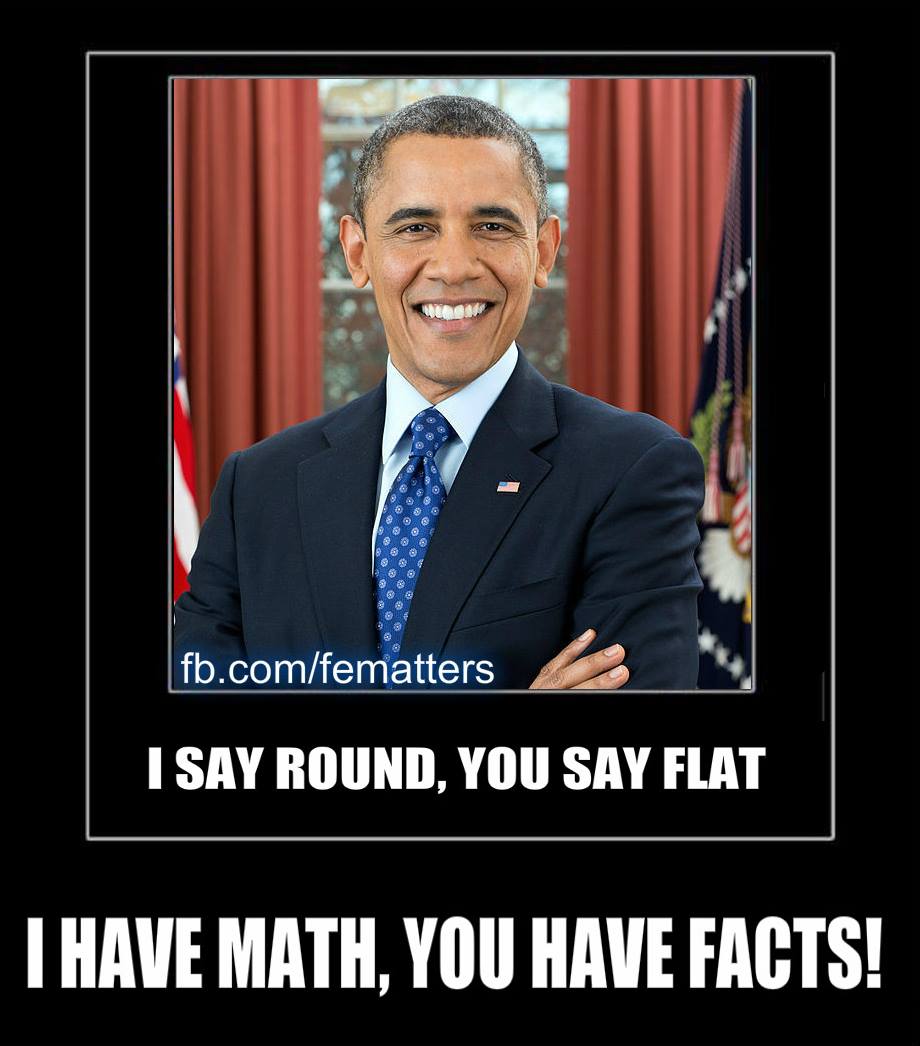 fb.com/fematters
I SAY ROUND, YOU SAY FLAT
I HAVE MATH, YOU HAVE FACTS!